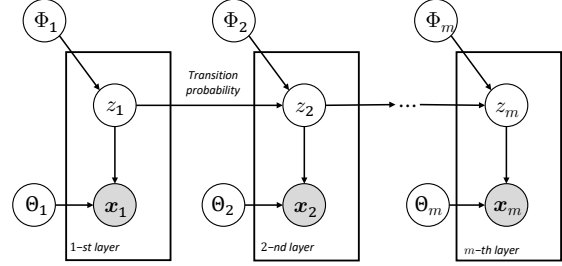 Φ₁ Φ₂ Φₘ
Transition
probability
z₁ z₂ ... zₘ
Θ₁ x₁ Θ₂ x₂ Θₘ xₘ
1-st layer 2-nd layer m-th layer